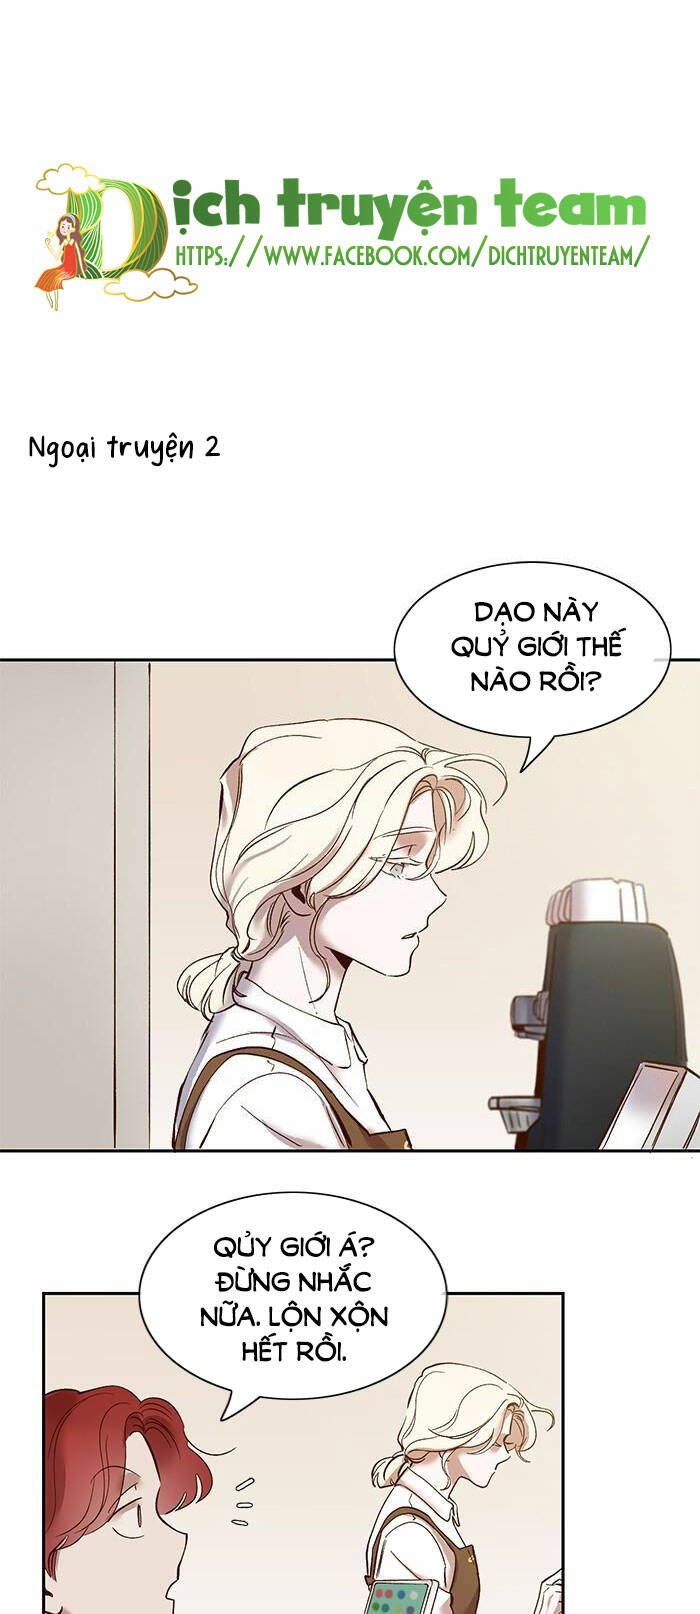 Dịch truyện team
HTTPS://WWW.FACEBOOK.COM/DICHTRUYENTEAM/
Ngoại truyện 2
DẠO NÀY
QUỶ GIỚI THẾ
NÀO RỒI?
QỦY GIỚI Á?
ĐỪNG NHẮC
NỮA. LỘN XỘN
HẾT RỒI.